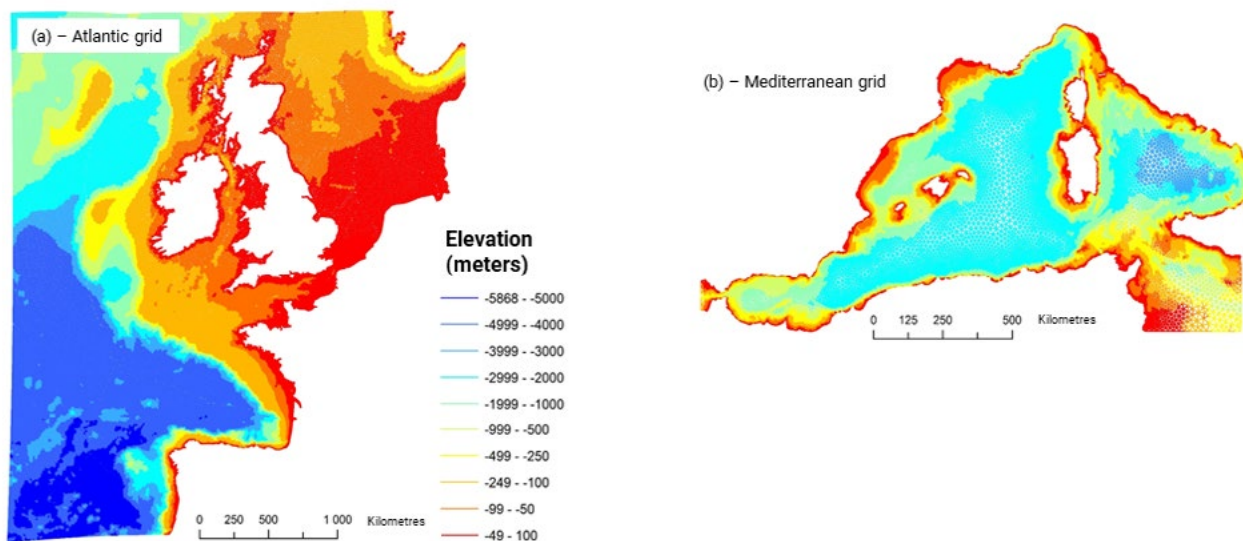 (a) – Atlantic grid
(b) – Mediterranean grid
Elevation
(meters)
-5868 - -5000
-4999 - -4000
-3999 - -3000
-2999 - -2000
-1999 - -1000
-999 - -500
-499 - -250
-249 - -100
-99 - -50
-49 - 100
0 250 500 1 000 Kilometres
0 125 250 500 Kilometres